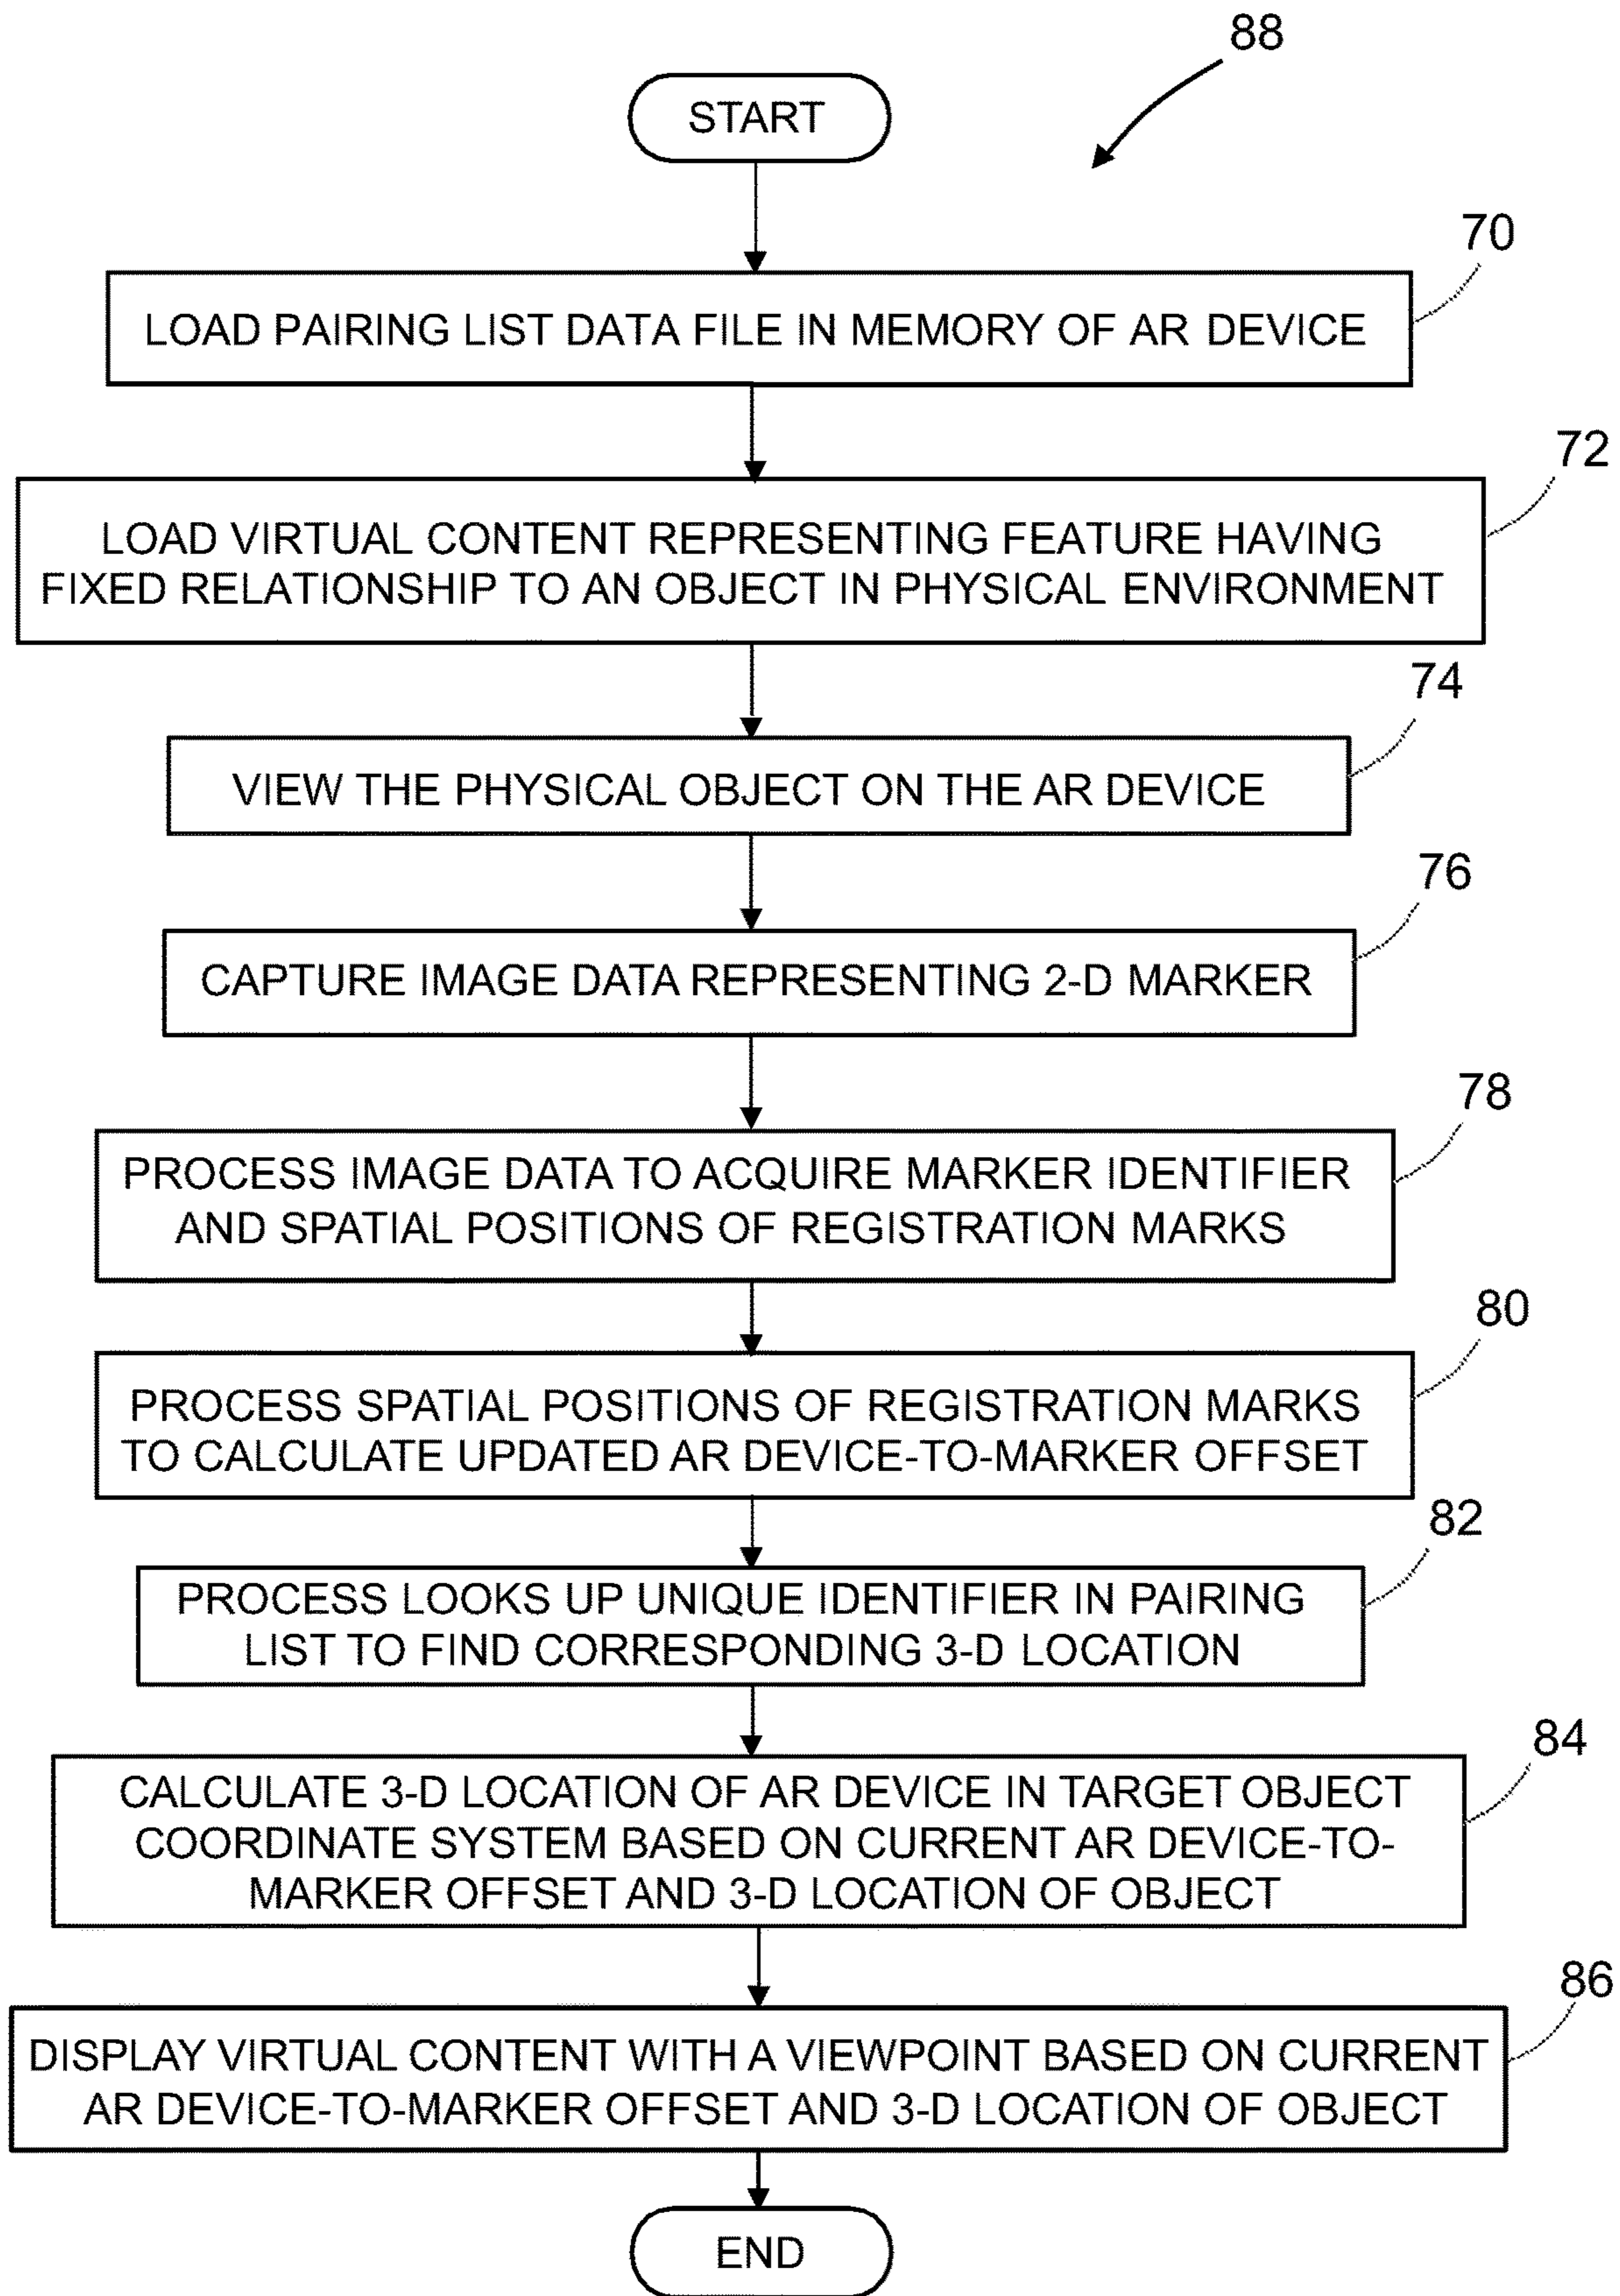 88
START
70
LOAD PAIRING LIST DATA FILE IN MEMORY OF AR DEVICE
72
LOAD VIRTUAL CONTENT REPRESENTING FEATURE HAVING
FIXED RELATIONSHIP TO AN OBJECT IN PHYSICAL ENVIRONMENT
74
VIEW THE PHYSICAL OBJECT ON THE AR DEVICE
76
CAPTURE IMAGE DATA REPRESENTING 2-D MARKER
78
PROCESS IMAGE DATA TO ACQUIRE MARKER IDENTIFIER
AND SPATIAL POSITIONS OF REGISTRATION MARKS
80
PROCESS SPATIAL POSITIONS OF REGISTRATION MARKS
TO CALCULATE UPDATED AR DEVICE-TO-MARKER OFFSET
82
PROCESS LOOKS UP UNIQUE IDENTIFIER IN PAIRING
LIST TO FIND CORRESPONDING 3-D LOCATION
84
CALCULATE 3-D LOCATION OF AR DEVICE IN TARGET OBJECT
COORDINATE SYSTEM BASED ON CURRENT AR DEVICE-TO-
MARKER OFFSET AND 3-D LOCATION OF OBJECT
86
DISPLAY VIRTUAL CONTENT WITH A VIEWPOINT BASED ON CURRENT
AR DEVICE-TO-MARKER OFFSET AND 3-D LOCATION OF OBJECT
END